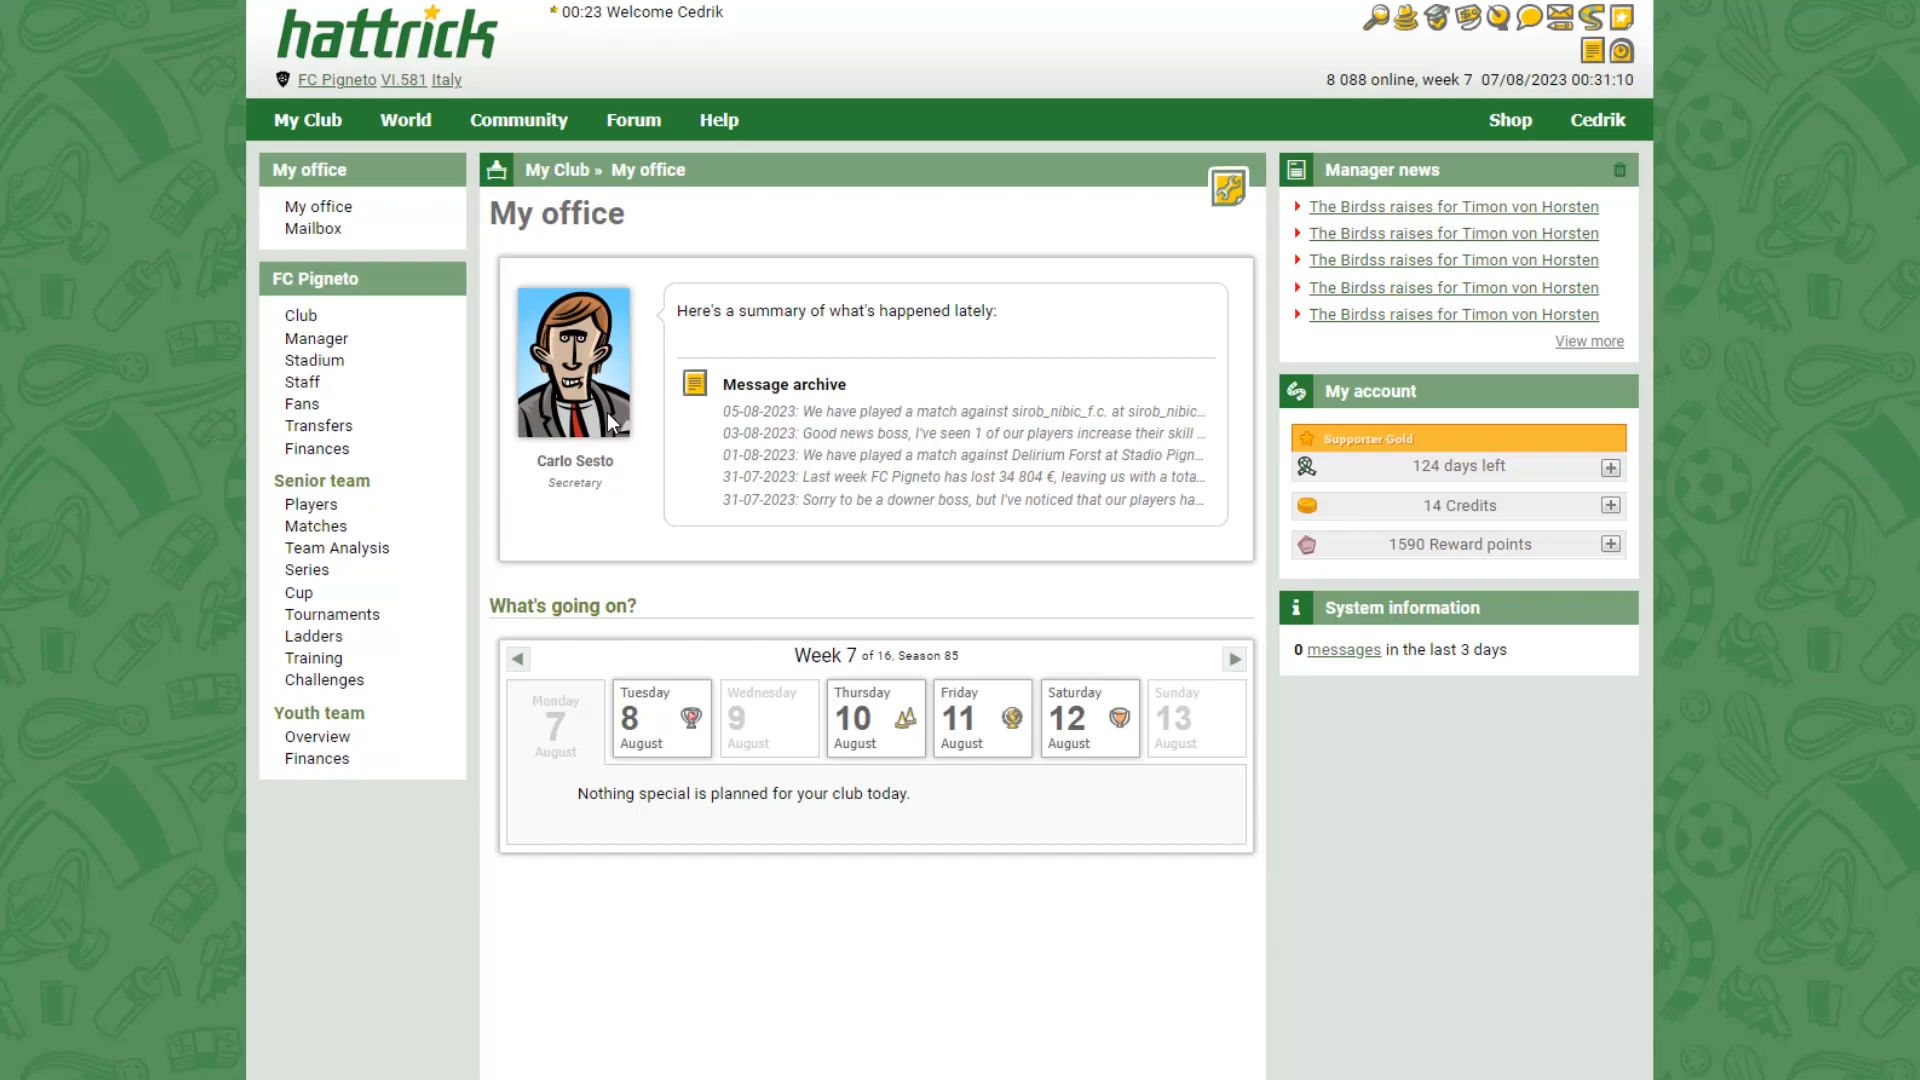 hattrick
00:23 Welcome Cedrik
FC Pigneto VI.581 Italy
8 088 online, week 7 07/08/2023 00:31:10
My Club World Community Forum Help Shop Cedrik
My office
My office
Mailbox
FC Pigneto
Club
Manager
Stadium
Staff
Fans
Transfers
Finances
Senior team
Players
Matches
Team Analysis
Series
Cup
Tournaments
Ladders
Training
Challenges
Youth team
Overview
Finances
My Club » My office
My office
Carlo Sesto
Secretary
Here's a summary of what's happened lately:
Message archive
05-08-2023: We have played a match against sirob_nibic_f.c. at sirob_nibic...
03-08-2023: Good news boss, I've seen 1 of our players increase their skill ...
01-08-2023: We have played a match against Delirium Forst at Stadio Pign...
31-07-2023: Last week FC Pigneto has lost 34 804 €, leaving us with a tota...
31-07-2023: Sorry to be a downer boss, but I've noticed that our players ha...
What's going on?
Week 7 of 16, Season 85
Monday
7
August
Tuesday
8
August
Wednesday
9
August
Thursday
10
August
Friday
11
August
Saturday
12
August
Sunday
13
August
Nothing special is planned for your club today.
Manager news
The Birdss raises for Timon von Horsten
The Birdss raises for Timon von Horsten
The Birdss raises for Timon von Horsten
The Birdss raises for Timon von Horsten
The Birdss raises for Timon von Horsten
View more
My account
Supporter Gold
124 days left
14 Credits
1590 Reward points
System information
0 messages in the last 3 days